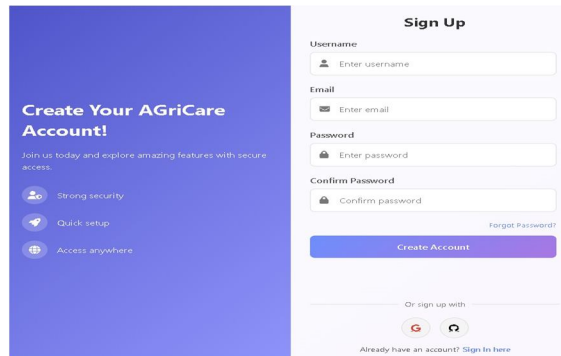 Create Your AGriCare
Account!
Join us today and explore amazing features with secure
access.
Strong security
Quick setup
Access anywhere
Sign Up
Username
Enter username
Email
Enter email
Password
Enter password
Confirm Password
Confirm password
Forgot Password?
Create Account
Or sign up with
G
Already have an account? Sign In here